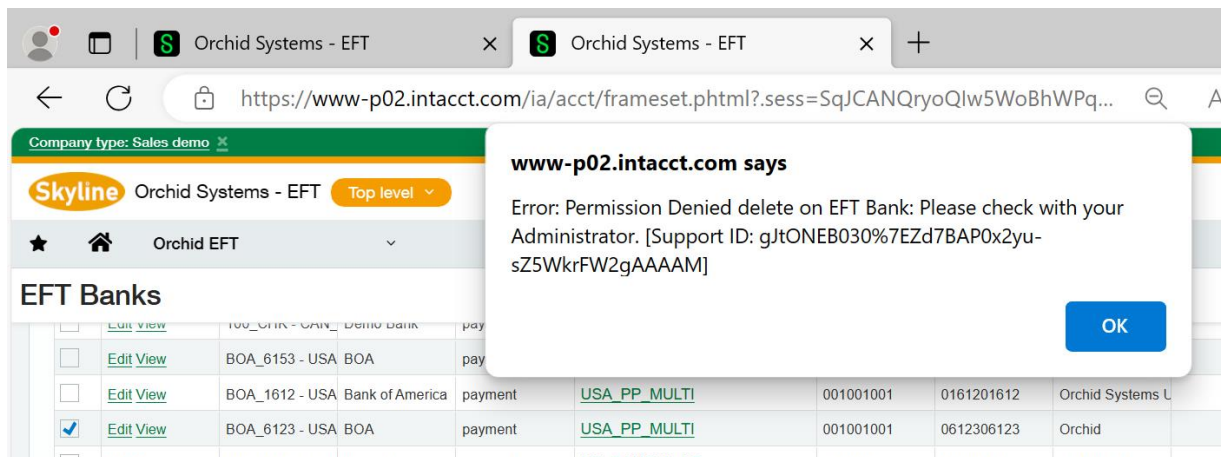 Orchid Systems - EFT
Orchid Systems - EFT
https://www-p02.intacct.com/ia/acct/frameset.phtml?.sess=SqJCANQryoQIw5WoBhWPq...
Company type: Sales demo
Skyline Orchid Systems - EFT Top level
Orchid EFT
EFT Banks
www-p02.intacct.com says
Error: Permission Denied delete on EFT Bank: Please check with your
Administrator. [Support ID: gJtONEB030%7EZd7BAP0x2yu-
sZ5WkrFW2gAAAAM]
OK
Edit View 100_CHK - CAN_ Demo Bank pay
Edit View BOA_6153 - USA BOA pay
Edit View BOA_1612 - USA Bank of America payment USA_PP_MULTI 001001001 0161201612 Orchid Systems U
Edit View BOA_6123 - USA BOA payment USA_PP_MULTI 001001001 0612306123 Orchid